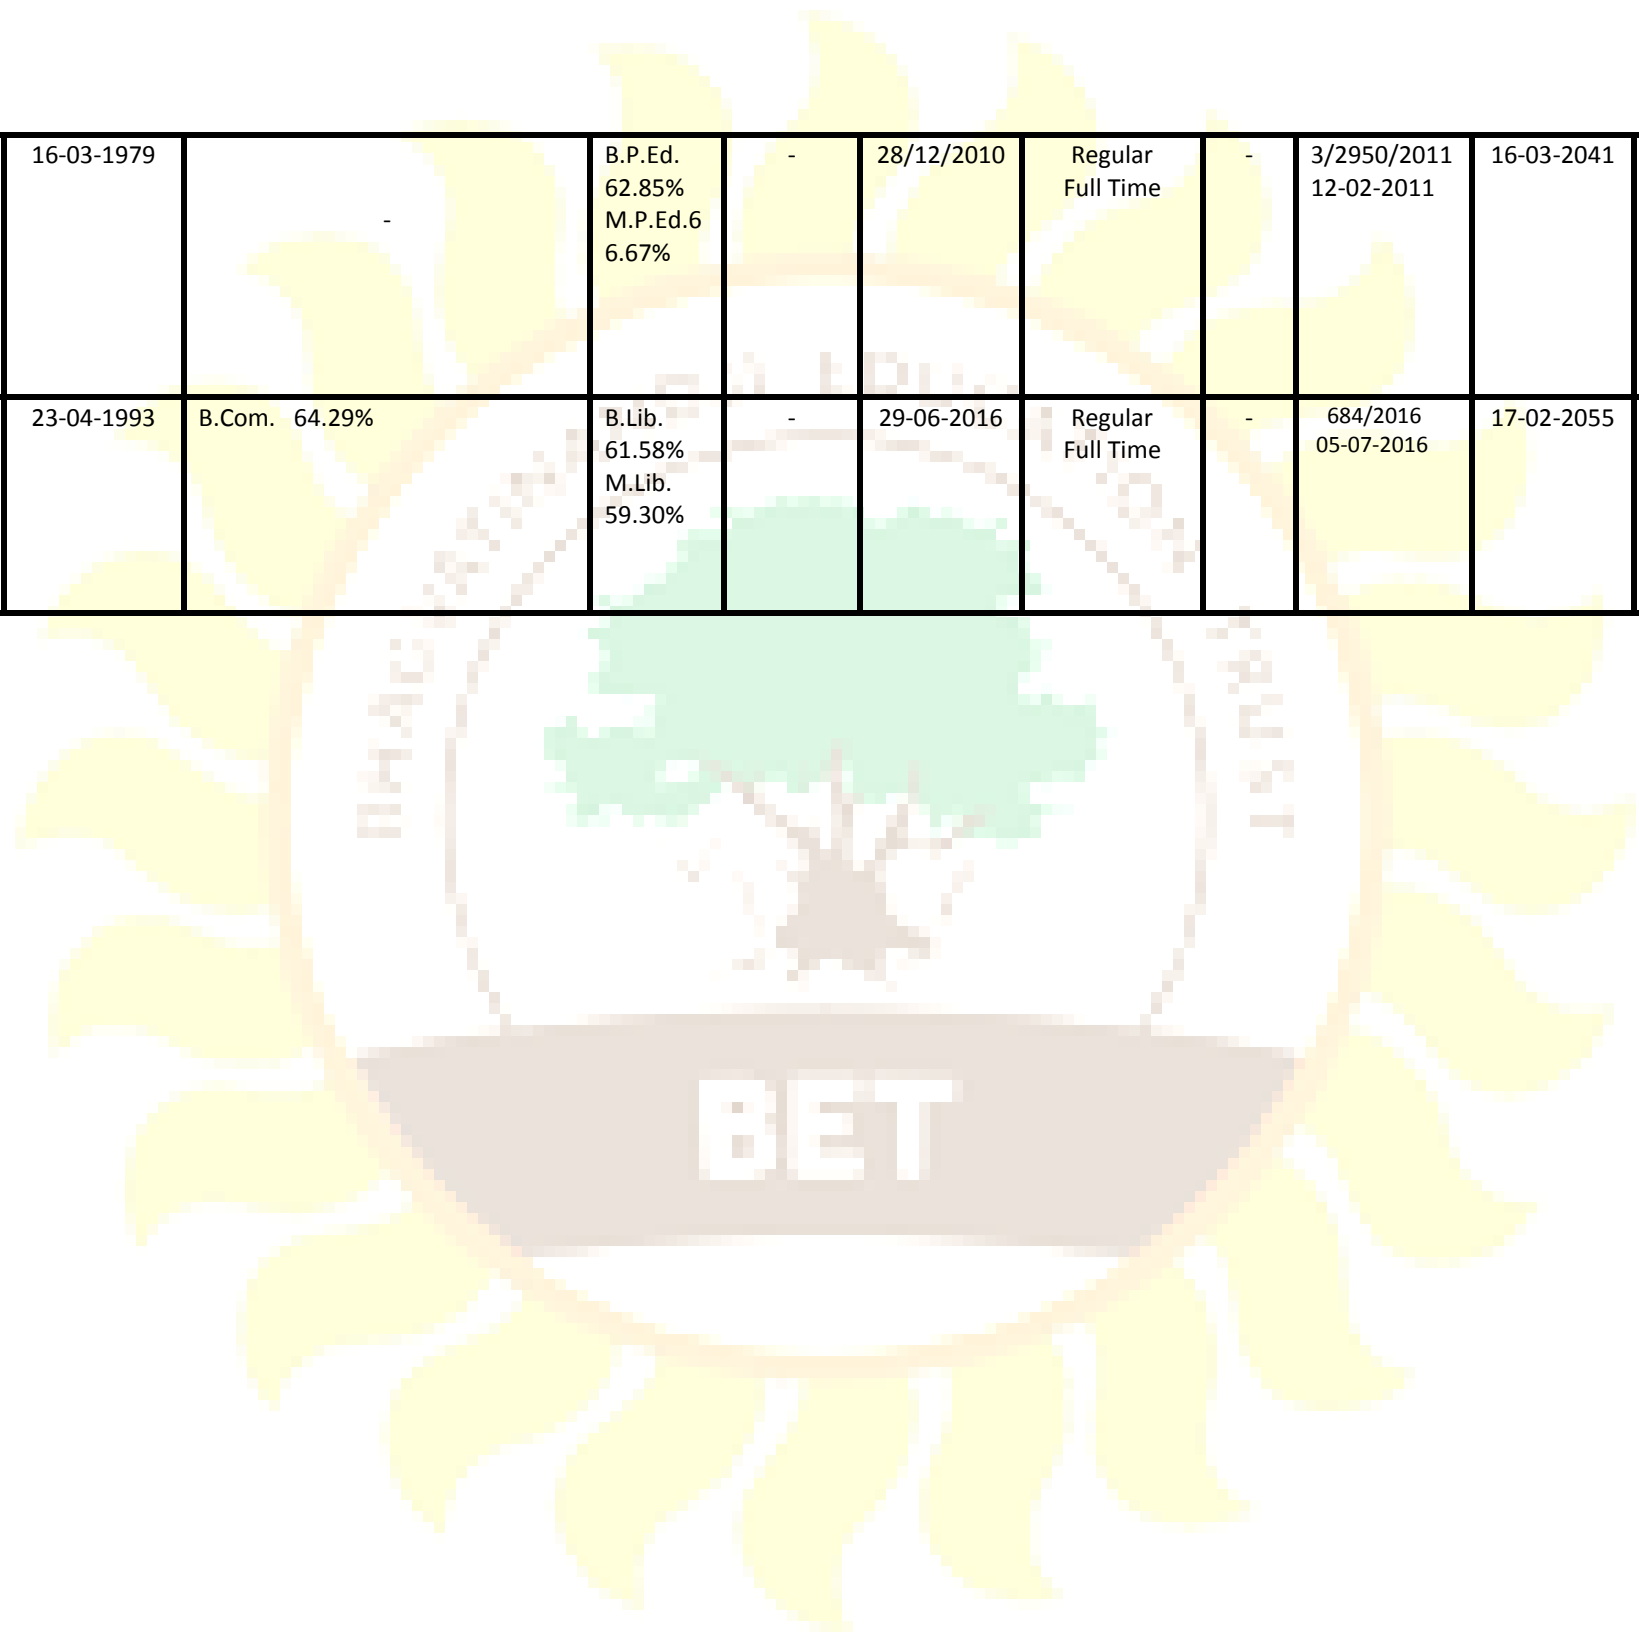 16-03-1979
-
B.P.Ed.
62.85%
M.P.Ed.6
6.67%
-
28/12/2010
Regular
Full Time
-
3/2950/2011
12-02-2011
16-03-2041
23-04-1993
B.Com. 64.29%
B.Lib.
61.58%
M.Lib.
59.30%
-
29-06-2016
Regular
Full Time
-
684/2016
05-07-2016
17-02-2055
TRUST
BET